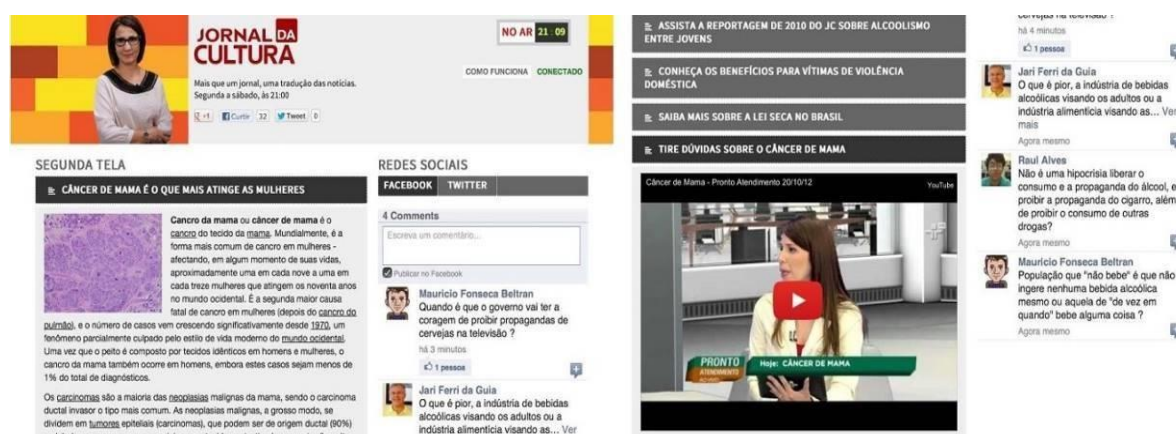 JORNAL DA
CULTURA
Mais que um jornal, uma tradução das notícias.
Segunda a sábado, às 21:00
+1 Curtir 32 Tweet 0
NO AR 21:09
COMO FUNCIONA CONECTADO
SEGUNDA TELA
CÂNCER DE MAMA É O QUE MAIS ATINGE AS MULHERES
Cancro da mama ou câncer de mama é o
cancro do tecido da mama. Mundialmente, é a
forma mais comum de cancro em mulheres -
afectando, em algum momento de suas vidas,
aproximadamente uma em cada nove a uma em
cada treze mulheres que atingem os noventa anos
no mundo ocidental. É a segunda maior causa
fatal de cancro em mulheres (depois do cancro do
pulmão), e o número de casos vem crescendo significativamente desde 1970, um
fenômeno parcialmente culpado pelo estilo de vida moderno do mundo ocidental.
Uma vez que o peito é composto por tecidos idênticos em homens e mulheres, o
cancro da mama também ocorre em homens, embora estes casos sejam menos de
1% do total de diagnósticos.
Os carcinomas são a maioria das neoplasias malignas da mama, sendo o carcinoma
ductal invasor o tipo mais comum. As neoplasias malignas, a grosso modo, se
dividem em tumores epiteliais (carcinomas), que podem ser de origem ductal (90%)
REDES SOCIAIS
FACEBOOK TWITTER
4 Comments
Escreva um comentário...
Publicar no Facebook
Mauricio Fonseca Beltran
Quando é que o governo vai ter a
coragem de proibir propagandas de
cervejas na televisão ?
há 3 minutos
1 pessoa
Jari Ferri da Guia
O que é pior, a indústria de bebidas
alcoólicas visando os adultos ou a
indústria alimentícia visando as... Ver
ASSISTA A REPORTAGEM DE 2010 DO JC SOBRE ALCOOLISMO
ENTRE JOVENS
CONHEÇA OS BENEFÍCIOS PARA VÍTIMAS DE VIOLÊNCIA
DOMÉSTICA
SAIBA MAIS SOBRE A LEI SECA NO BRASIL
TIRE DÚVIDAS SOBRE O CÂNCER DE MAMA
Câncer de Mama - Pronto Atendimento 20/10/12
YouTube
PRONTO
ATENDIMENTO
Hoje: CÂNCER DE MAMA
cervejas na televisão ?
há 4 minutos
1 pessoa
Jari Ferri da Guia
O que é pior, a indústria de bebidas
alcoólicas visando os adultos ou a
indústria alimentícia visando as... Ver
mais
Agora mesmo
Raul Alves
Não é uma hipocrisia liberar o
consumo e a propaganda do álcool, e
proibir a propaganda do cigarro, além
de proibir o consumo de outras
drogas?
Agora mesmo
Mauricio Fonseca Beltran
População que "não bebe" é que não
ingere nenhuma bebida alcoólica
mesmo ou aquela de "de vez em
quando" bebe alguma coisa ?
Agora mesmo